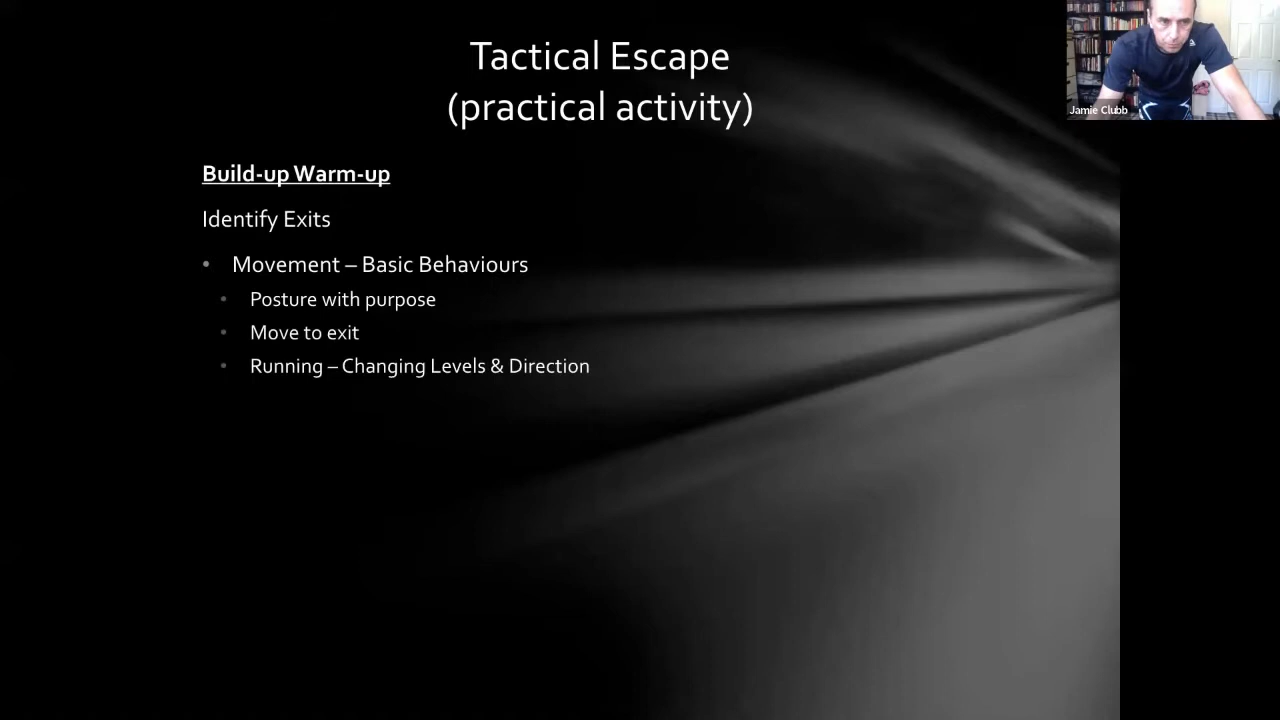 Tactical Escape
(practical activity)
Jamie Clubb
Build-up Warm-up
Identify Exits
• Movement – Basic Behaviours
• Posture with purpose
• Move to exit
• Running – Changing Levels & Direction